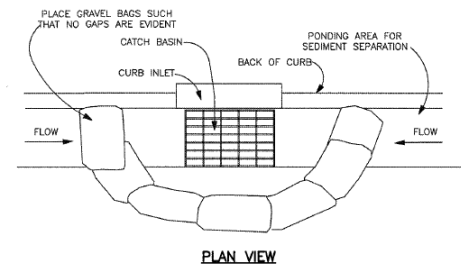 PLACE GRAVEL BAGS SUCH
THAT NO GAPS ARE EVIDENT
CATCH BASIN
CURB INLET
BACK OF CURB
PONDING AREA FOR
SEDIMENT SEPARATION
FLOW
FLOW
PLAN VIEW